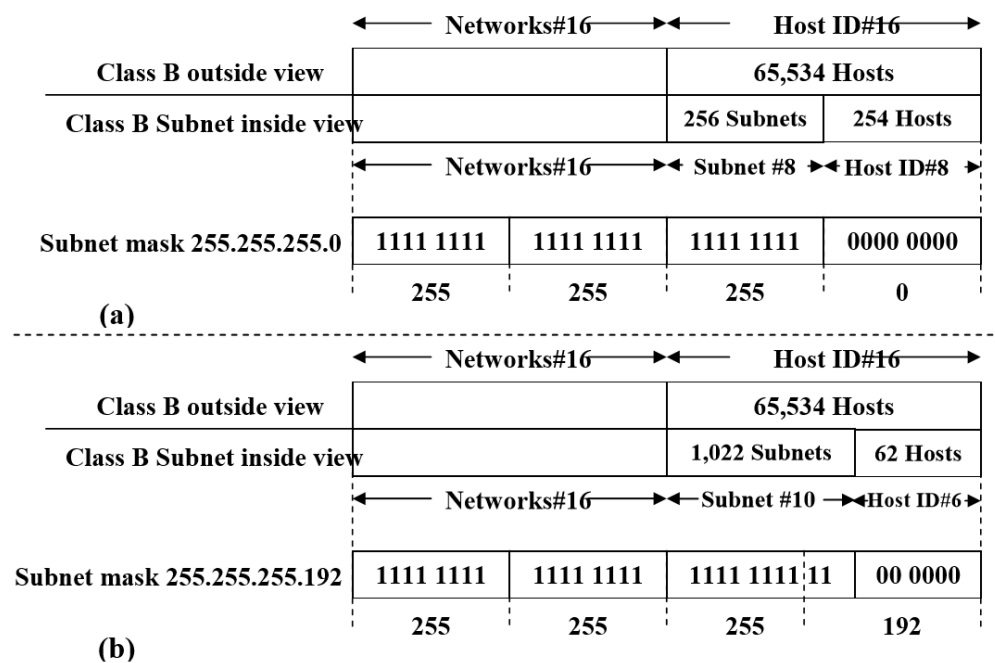 Networks#16 Host ID#16
Class B outside view 65,534 Hosts
Class B Subnet inside view 256 Subnets 254 Hosts
Networks#16 Subnet #8 Host ID#8
Subnet mask 255.255.255.0 1111 1111 1111 1111 1111 1111 0000 0000
255 255 255 0
(a)
Networks#16 Host ID#16
Class B outside view 65,534 Hosts
Class B Subnet inside view 1,022 Subnets 62 Hosts
Networks#16 Subnet #10 Host ID#6
Subnet mask 255.255.255.192 1111 1111 1111 1111 1111 1111 11 00 0000
255 255 255 192
(b)